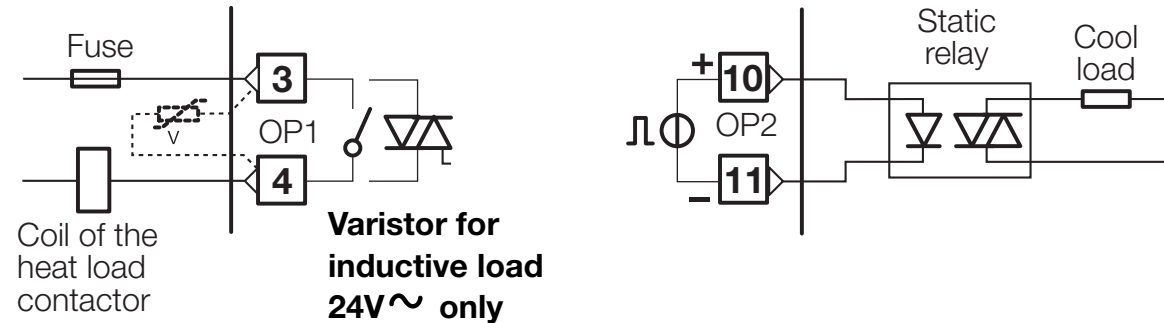 Fuse
3
V
OP1
4
Coil of the
heat load
contactor
Varistor for
inductive load
24V~ only
+
10
OP2
11
−
Static
relay
Cool
load